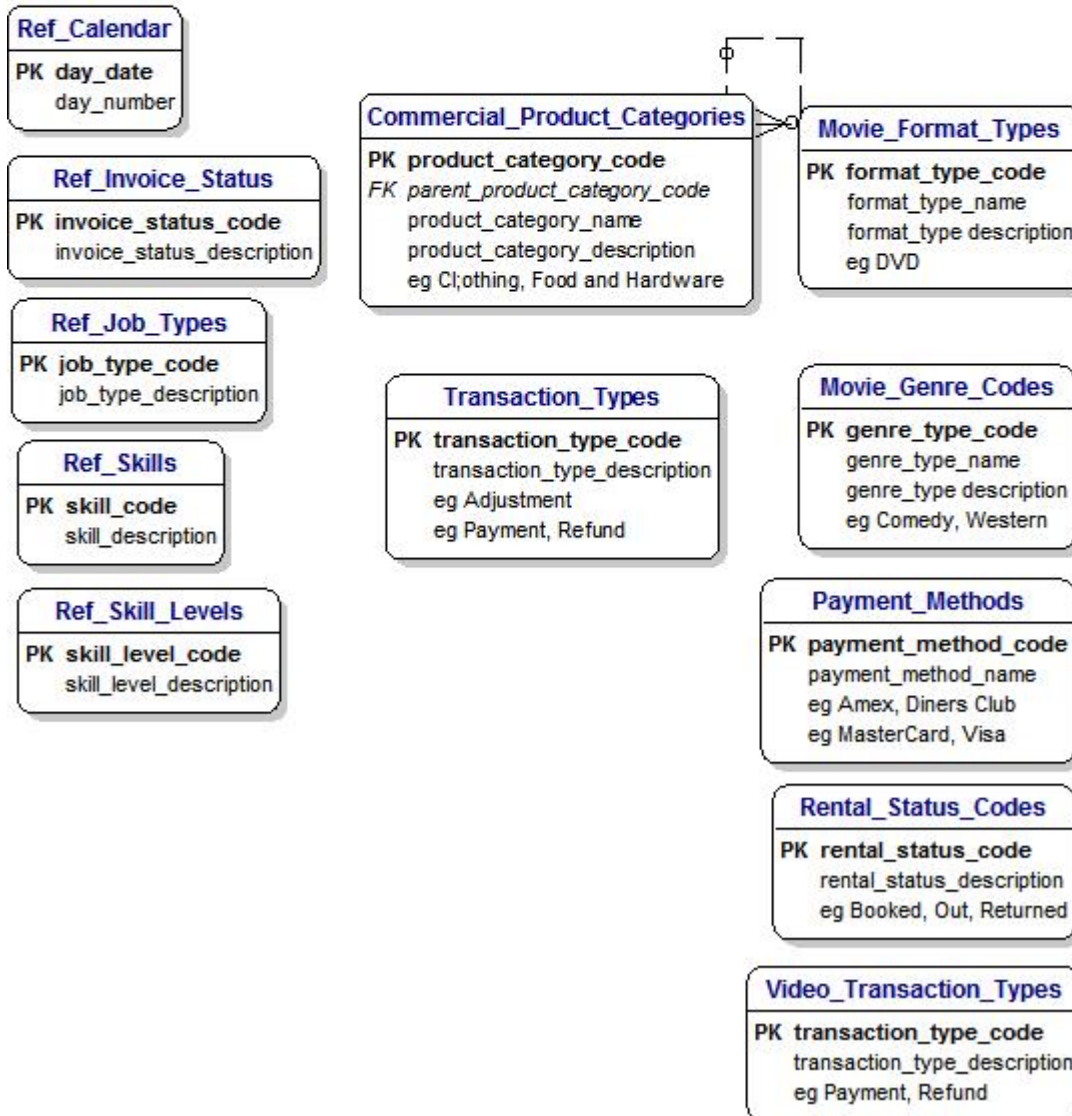 Ref_Calendar
PK day_date
day_number
Ref_Invoice_Status
PK invoice_status_code
invoice_status_description
Ref_Job_Types
PK job_type_code
job_type_description
Ref_Skills
PK skill_code
skill_description
Ref_Skill_Levels
PK skill_level_code
skill_level_description
Commercial_Product_Categories
PK product_category_code
FK parent_product_category_code
product_category_name
product_category_description
eg Cl;othing, Food and Hardware
Transaction_Types
PK transaction_type_code
transaction_type_description
eg Adjustment
eg Payment, Refund
Movie_Format_Types
PK format_type_code
format_type_name
format_type description
eg DVD
Movie_Genre_Codes
PK genre_type_code
genre_type_name
genre_type description
eg Comedy, Western
Payment_Methods
PK payment_method_code
payment_method_name
eg Amex, Diners Club
eg MasterCard, Visa
Rental_Status_Codes
PK rental_status_code
rental_status_description
eg Booked, Out, Returned
Video_Transaction_Types
PK transaction_type_code
transaction_type_description
eg Payment, Refund